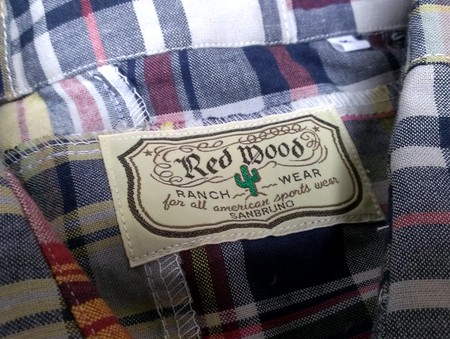 Red Wood
RANCH WEAR
for all american sports wear
SANBRUNO